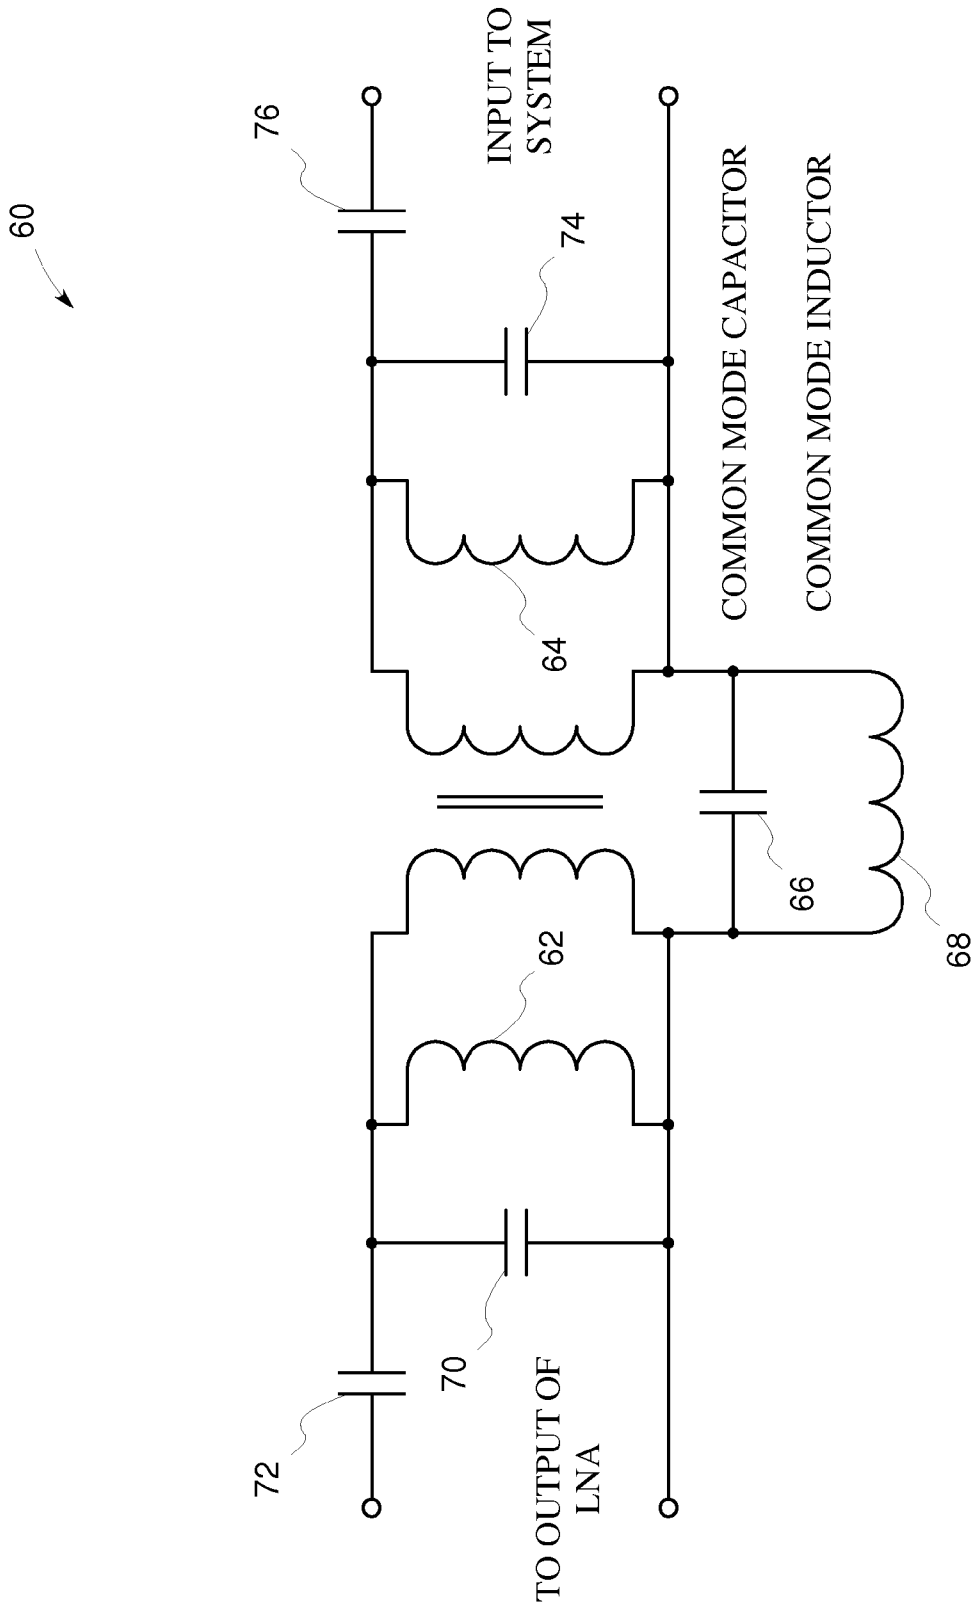 60
76
INPUT TO
SYSTEM
74
64
COMMON MODE CAPACITOR
COMMON MODE INDUCTOR
66
68
62
70
72
TO OUTPUT OF
LNA